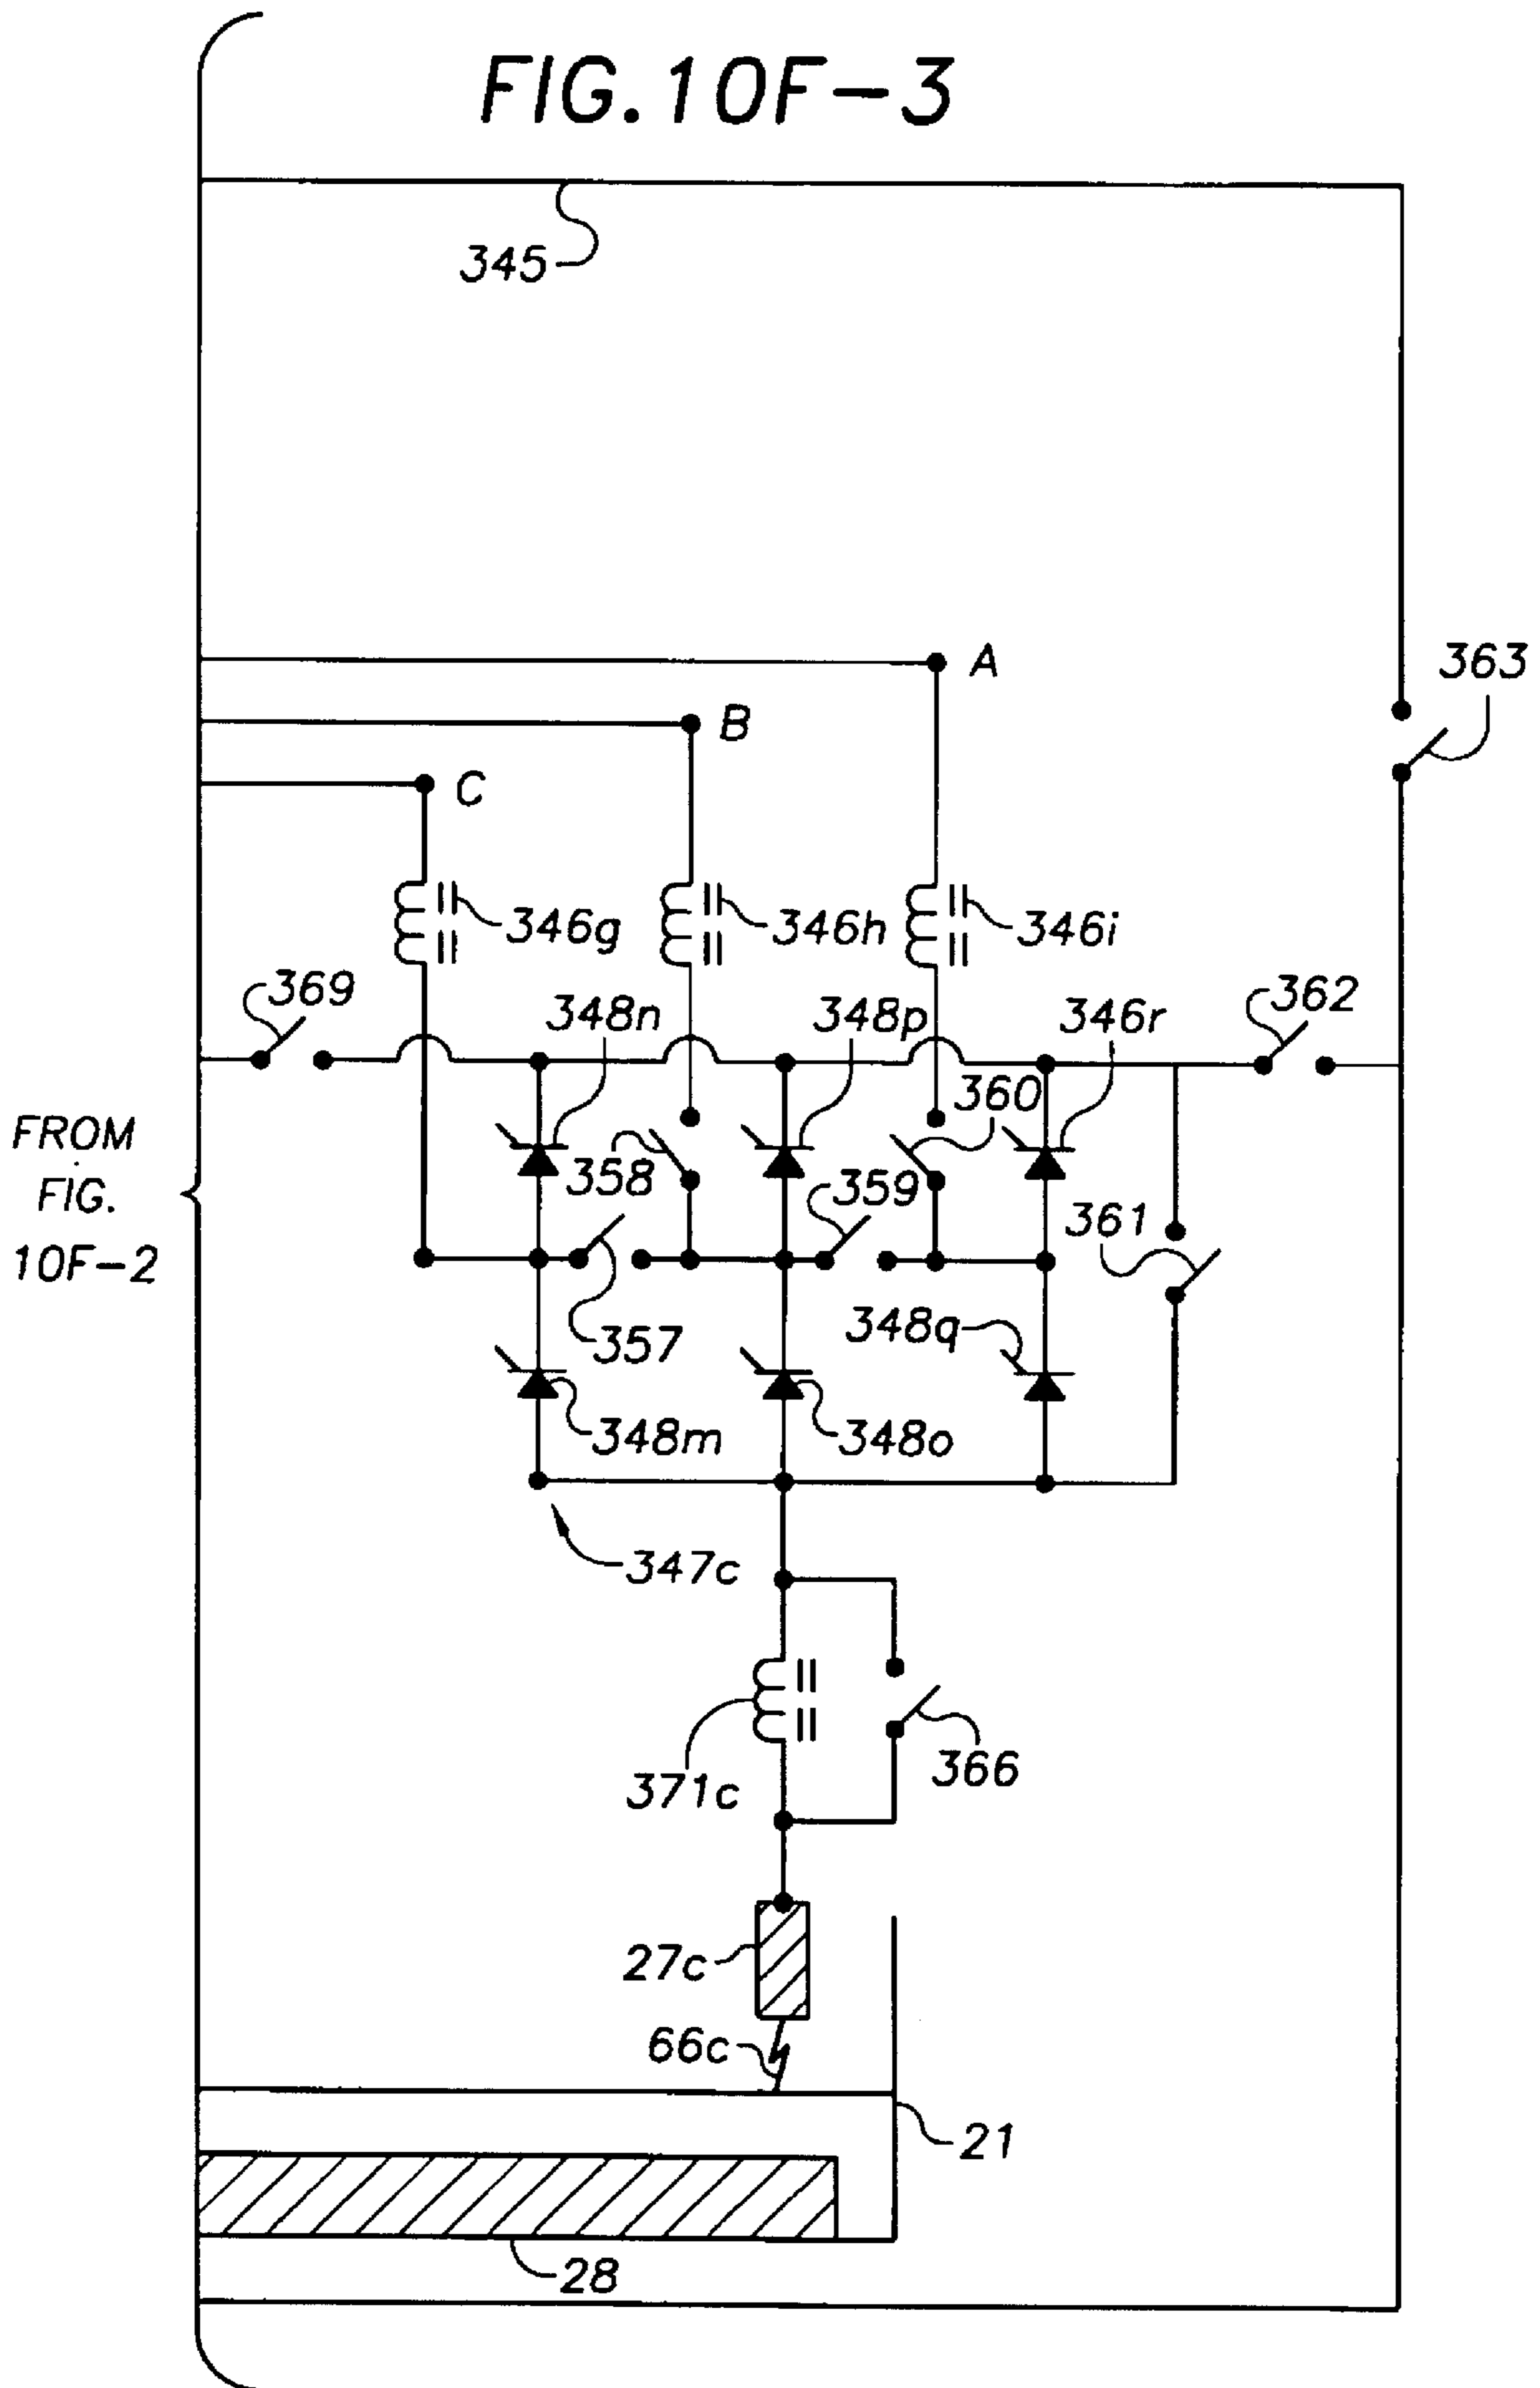 FIG. 10F-3
345
363
A
B
C
346g
346h
346i
369
348n
348p
346r
362
FROM
FIG.
10F-2
358
360
359
361
357
348q
348m
348o
347c
371c
366
27c
66c
21
28